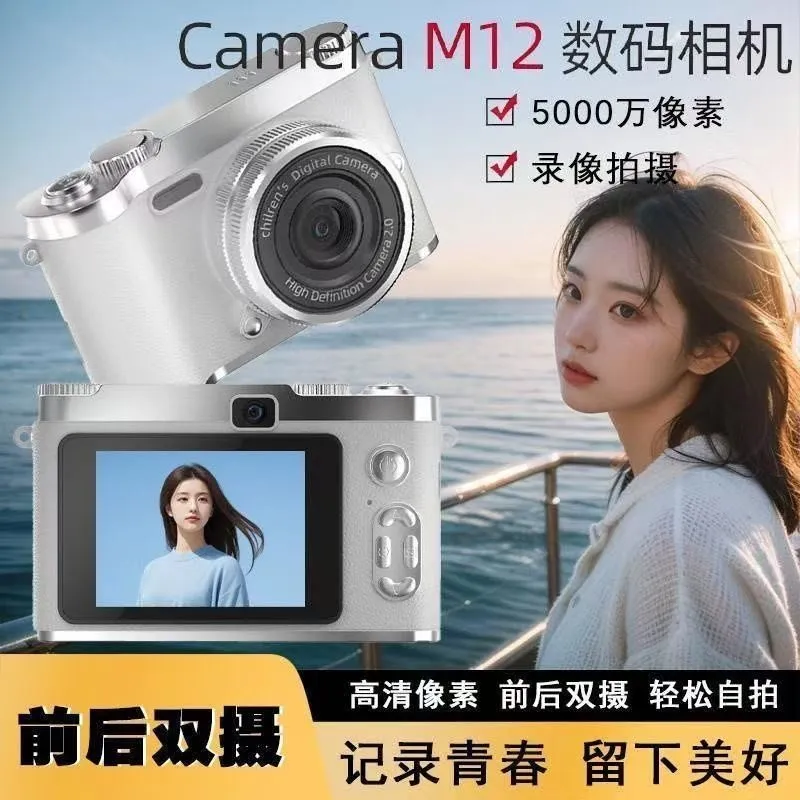 Camera M12 数码相机
5000万像素
录像拍摄
chilren's Digital Camera
High Definition Camera 2.0
前后双摄
高清像素 前后双摄 轻松自拍
记录青春 留下美好